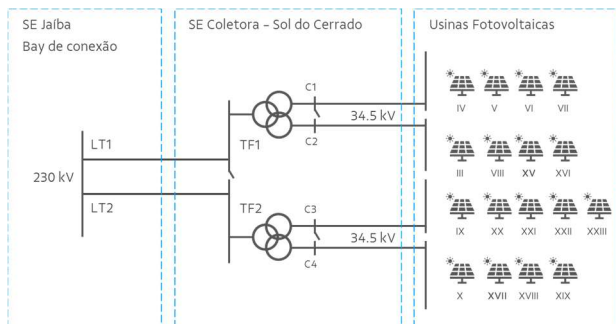 SE Jaíba
Bay de conexão
SE Coletora - Sol do Cerrado
Usinas Fotovoltaicas
230 kV
LT1
LT2
TF1
TF2
C1
34.5 kV
C2
C3
34.5 kV
C4
IV V VI VII
III VIII XV XVI
IX XX XXI XXII XXIII
X XVII XVIII XIX